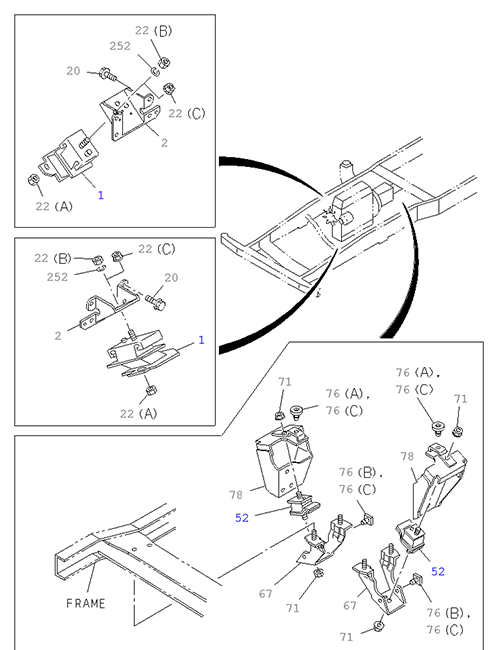 22 (B)
252
20
22 (C)
2
1
22 (A)
22 (B)
22 (C)
252
20
2
1
22 (A)
76 (A),
76 (C)
71
76 (A),
76 (C)
71
78
76 (B),
76 (C)
78
52
52
67
71
67
76 (B),
76 (C)
71
FRAME